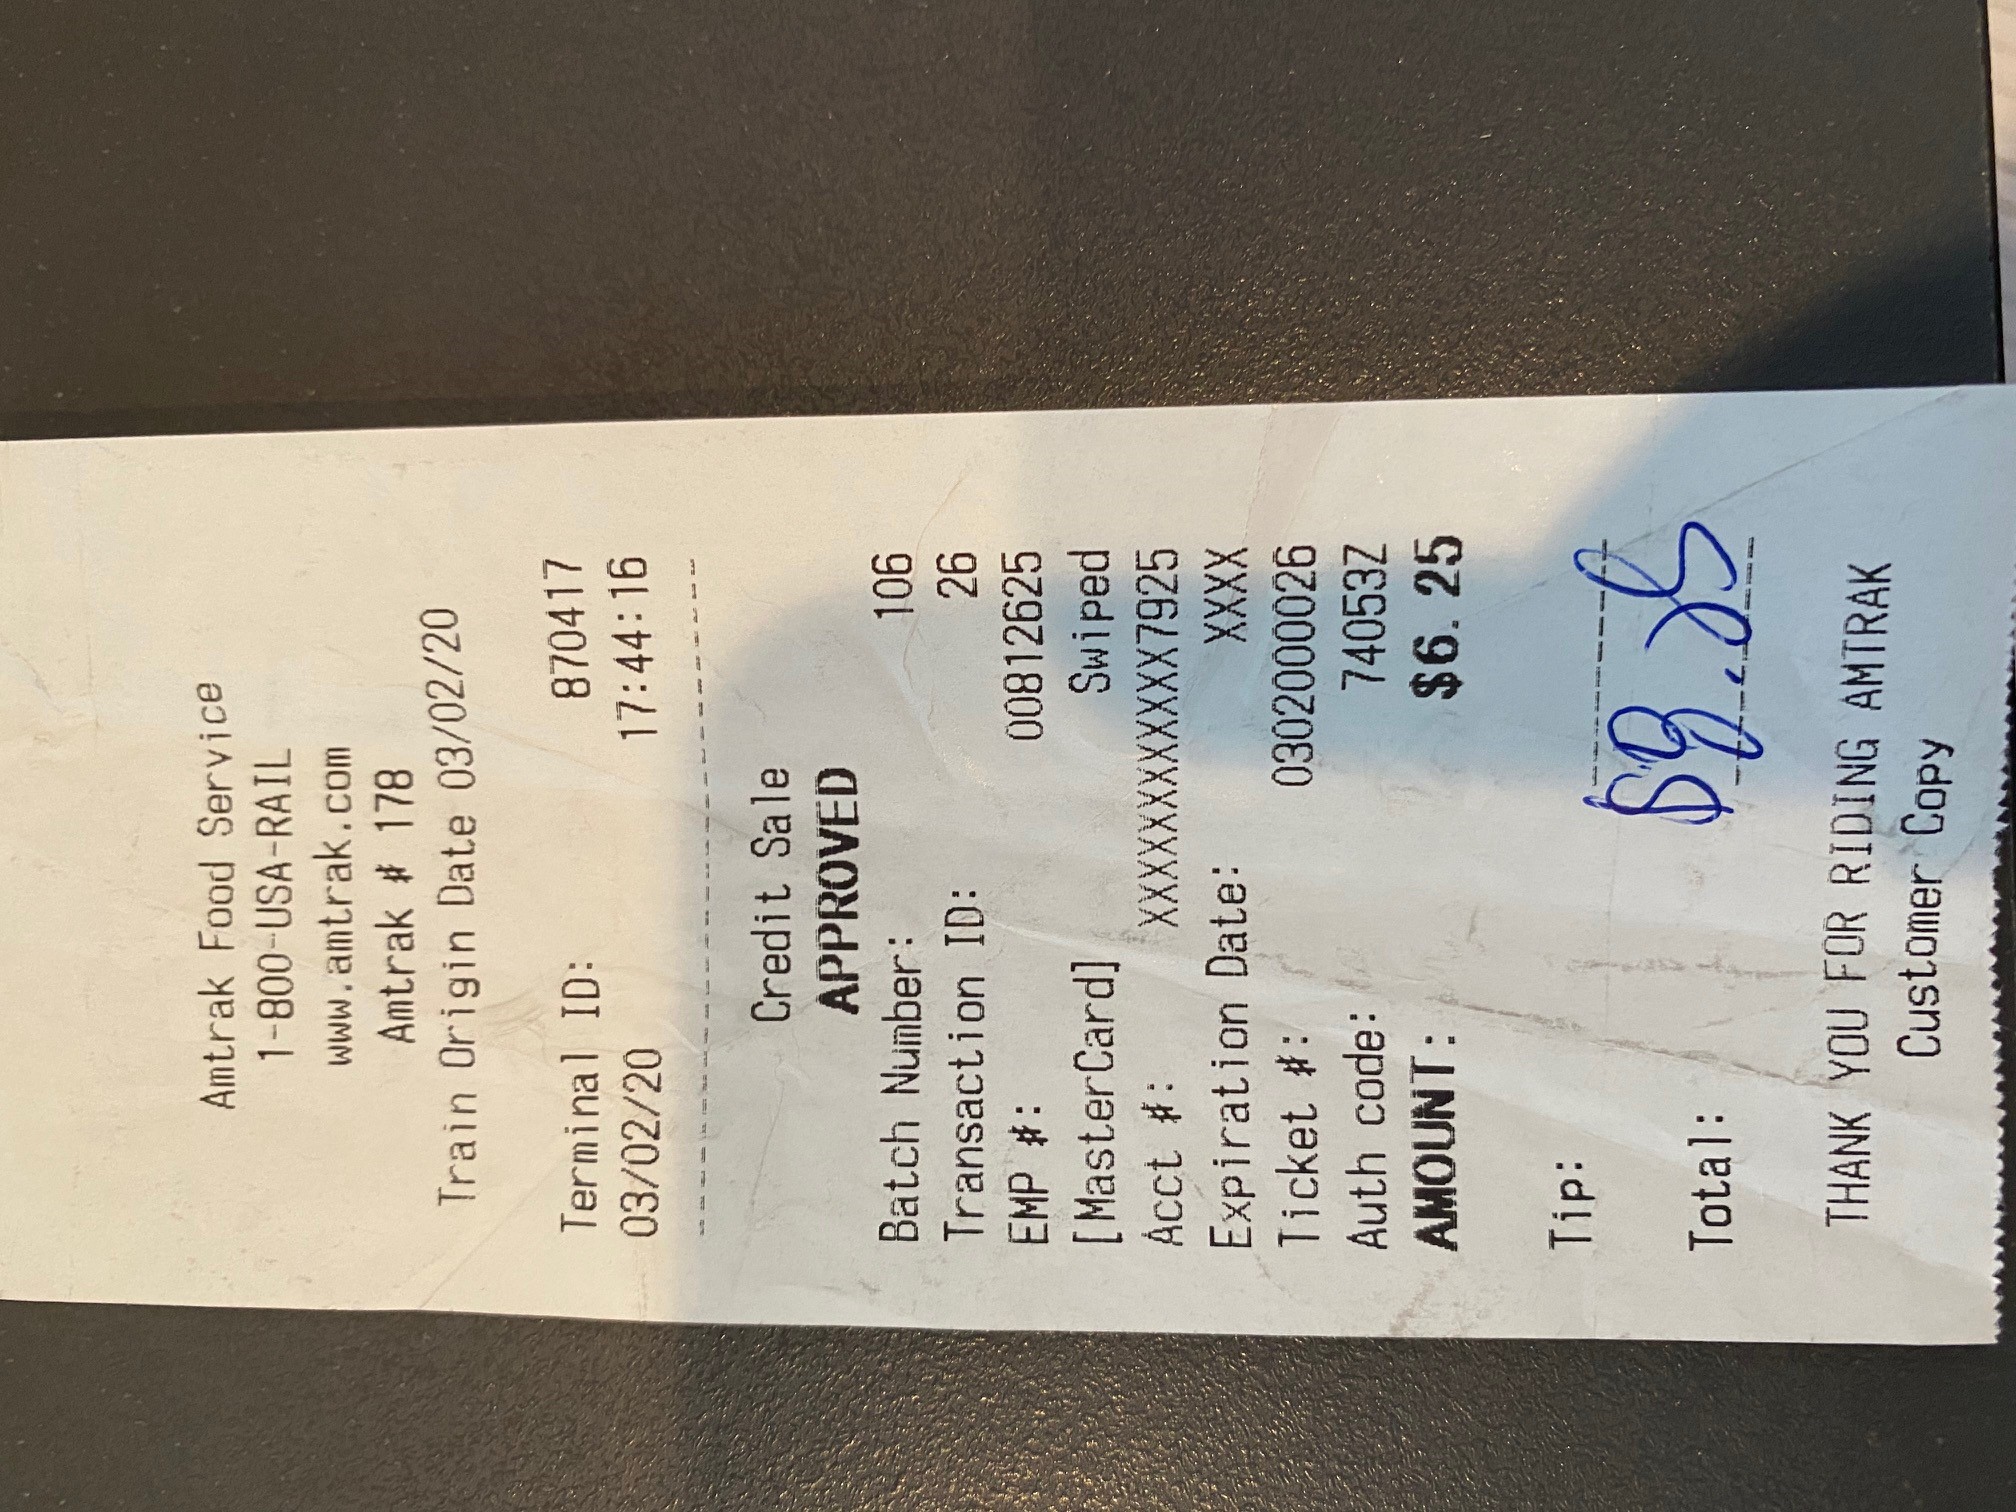 Amtrak Food Service
1-800-USA-RAIL
www.amtrak.com
Amtrak # 178
Train Origin Date 03/02/20
Terminal ID: 870417
03/02/20 17:44:16
Credit Sale
APPROVED
Batch Number: 106
Transaction ID: 26
EMP #: 00812625
[MasterCard] Swiped
Acct #: XXXXXXXXXXXX7925
Expiration Date: XXXX
Ticket #: 0302000026
Auth code: 74053Z
AMOUNT: $6.25
Tip:
Total: 8.25
THANK YOU FOR RIDING AMTRAK
Customer Copy